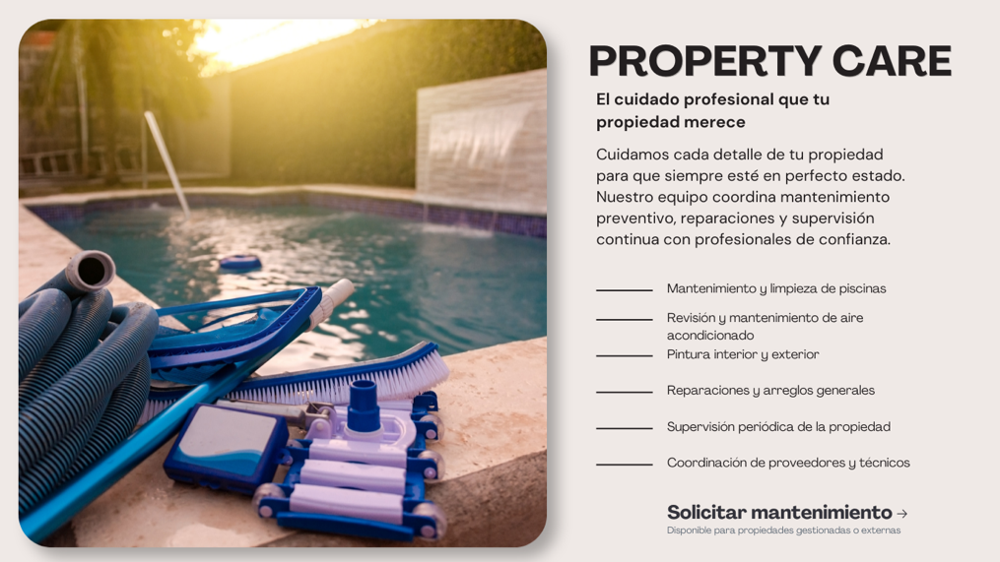 PROPERTY CARE
El cuidado profesional que tu
propiedad merece
Cuidamos cada detalle de tu propiedad
para que siempre esté en perfecto estado.
Nuestro equipo coordina mantenimiento
preventivo, reparaciones y supervisión
continua con profesionales de confianza.
Mantenimiento y limpieza de piscinas
Revisión y mantenimiento de aire
acondicionado
Pintura interior y exterior
Reparaciones y arreglos generales
Supervisión periódica de la propiedad
Coordinación de proveedores y técnicos
Solicitar mantenimiento →
Disponible para propiedades gestionadas o externas